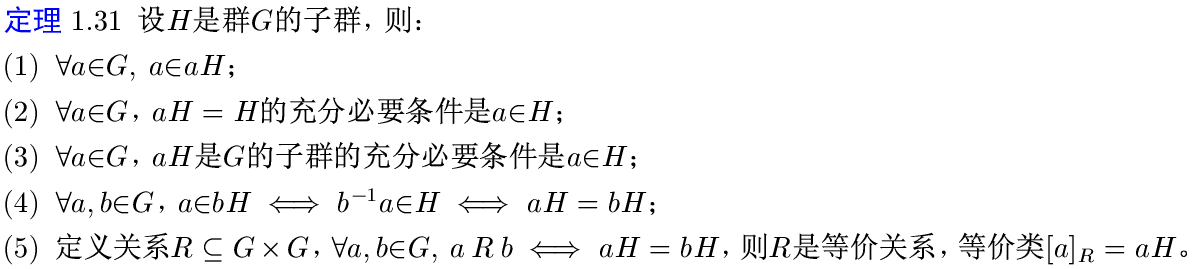 定理 1.31 设H是群G的子群，则：
(1) ∀a∈G, a∈aH；
(2) ∀a∈G，aH = H的充分必要条件是a∈H；
(3) ∀a∈G，aH是G的子群的充分必要条件是a∈H；
(4) ∀a, b∈G，a∈bH ⟺ b⁻¹a∈H ⟺ aH = bH；
(5) 定义关系R ⊆ G × G，∀a, b∈G, a R b ⟺ aH = bH，则R是等价关系，等价类[a]_R = aH。